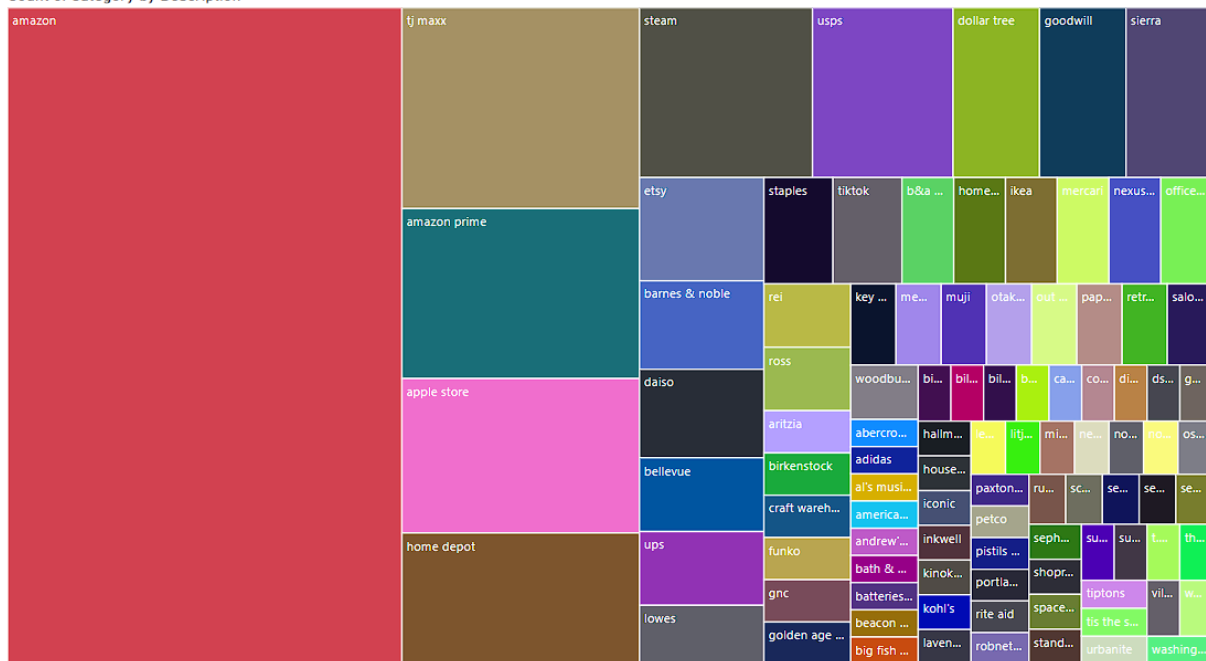 amazon
tj maxx
amazon prime
apple store
home depot
steam
usps
dollar tree
goodwill
sierra
etsy
barnes & noble
daiso
bellevue
ups
lowes
staples
tiktok
b&a ...
home...
ikea
mercari
nexus...
office...
rei
ross
aritzia
birkenstock
craft wareh...
funko
gnc
golden age ...
key ...
me...
muji
otak...
out ...
pap...
retr...
salo...
woodbu...
abercro...
adidas
al's musi...
america...
andrew'...
bath & ...
batteries...
beacon ...
big fish ...
bi...
bil...
bil...
b...
ca...
co...
di...
ds...
g...
hallm...
house...
iconic
inkwell
kinok...
kohl's
laven...
le...
litj...
mi...
ne...
no...
os...
paxton...
petco
pistils ...
portla...
rite aid
robnet...
ru...
sc...
se...
se...
se...
seph...
shopr...
space...
stand...
su...
su...
t....
th...
tiptons
tis the s...
urbanite
vil...
w...
washing...